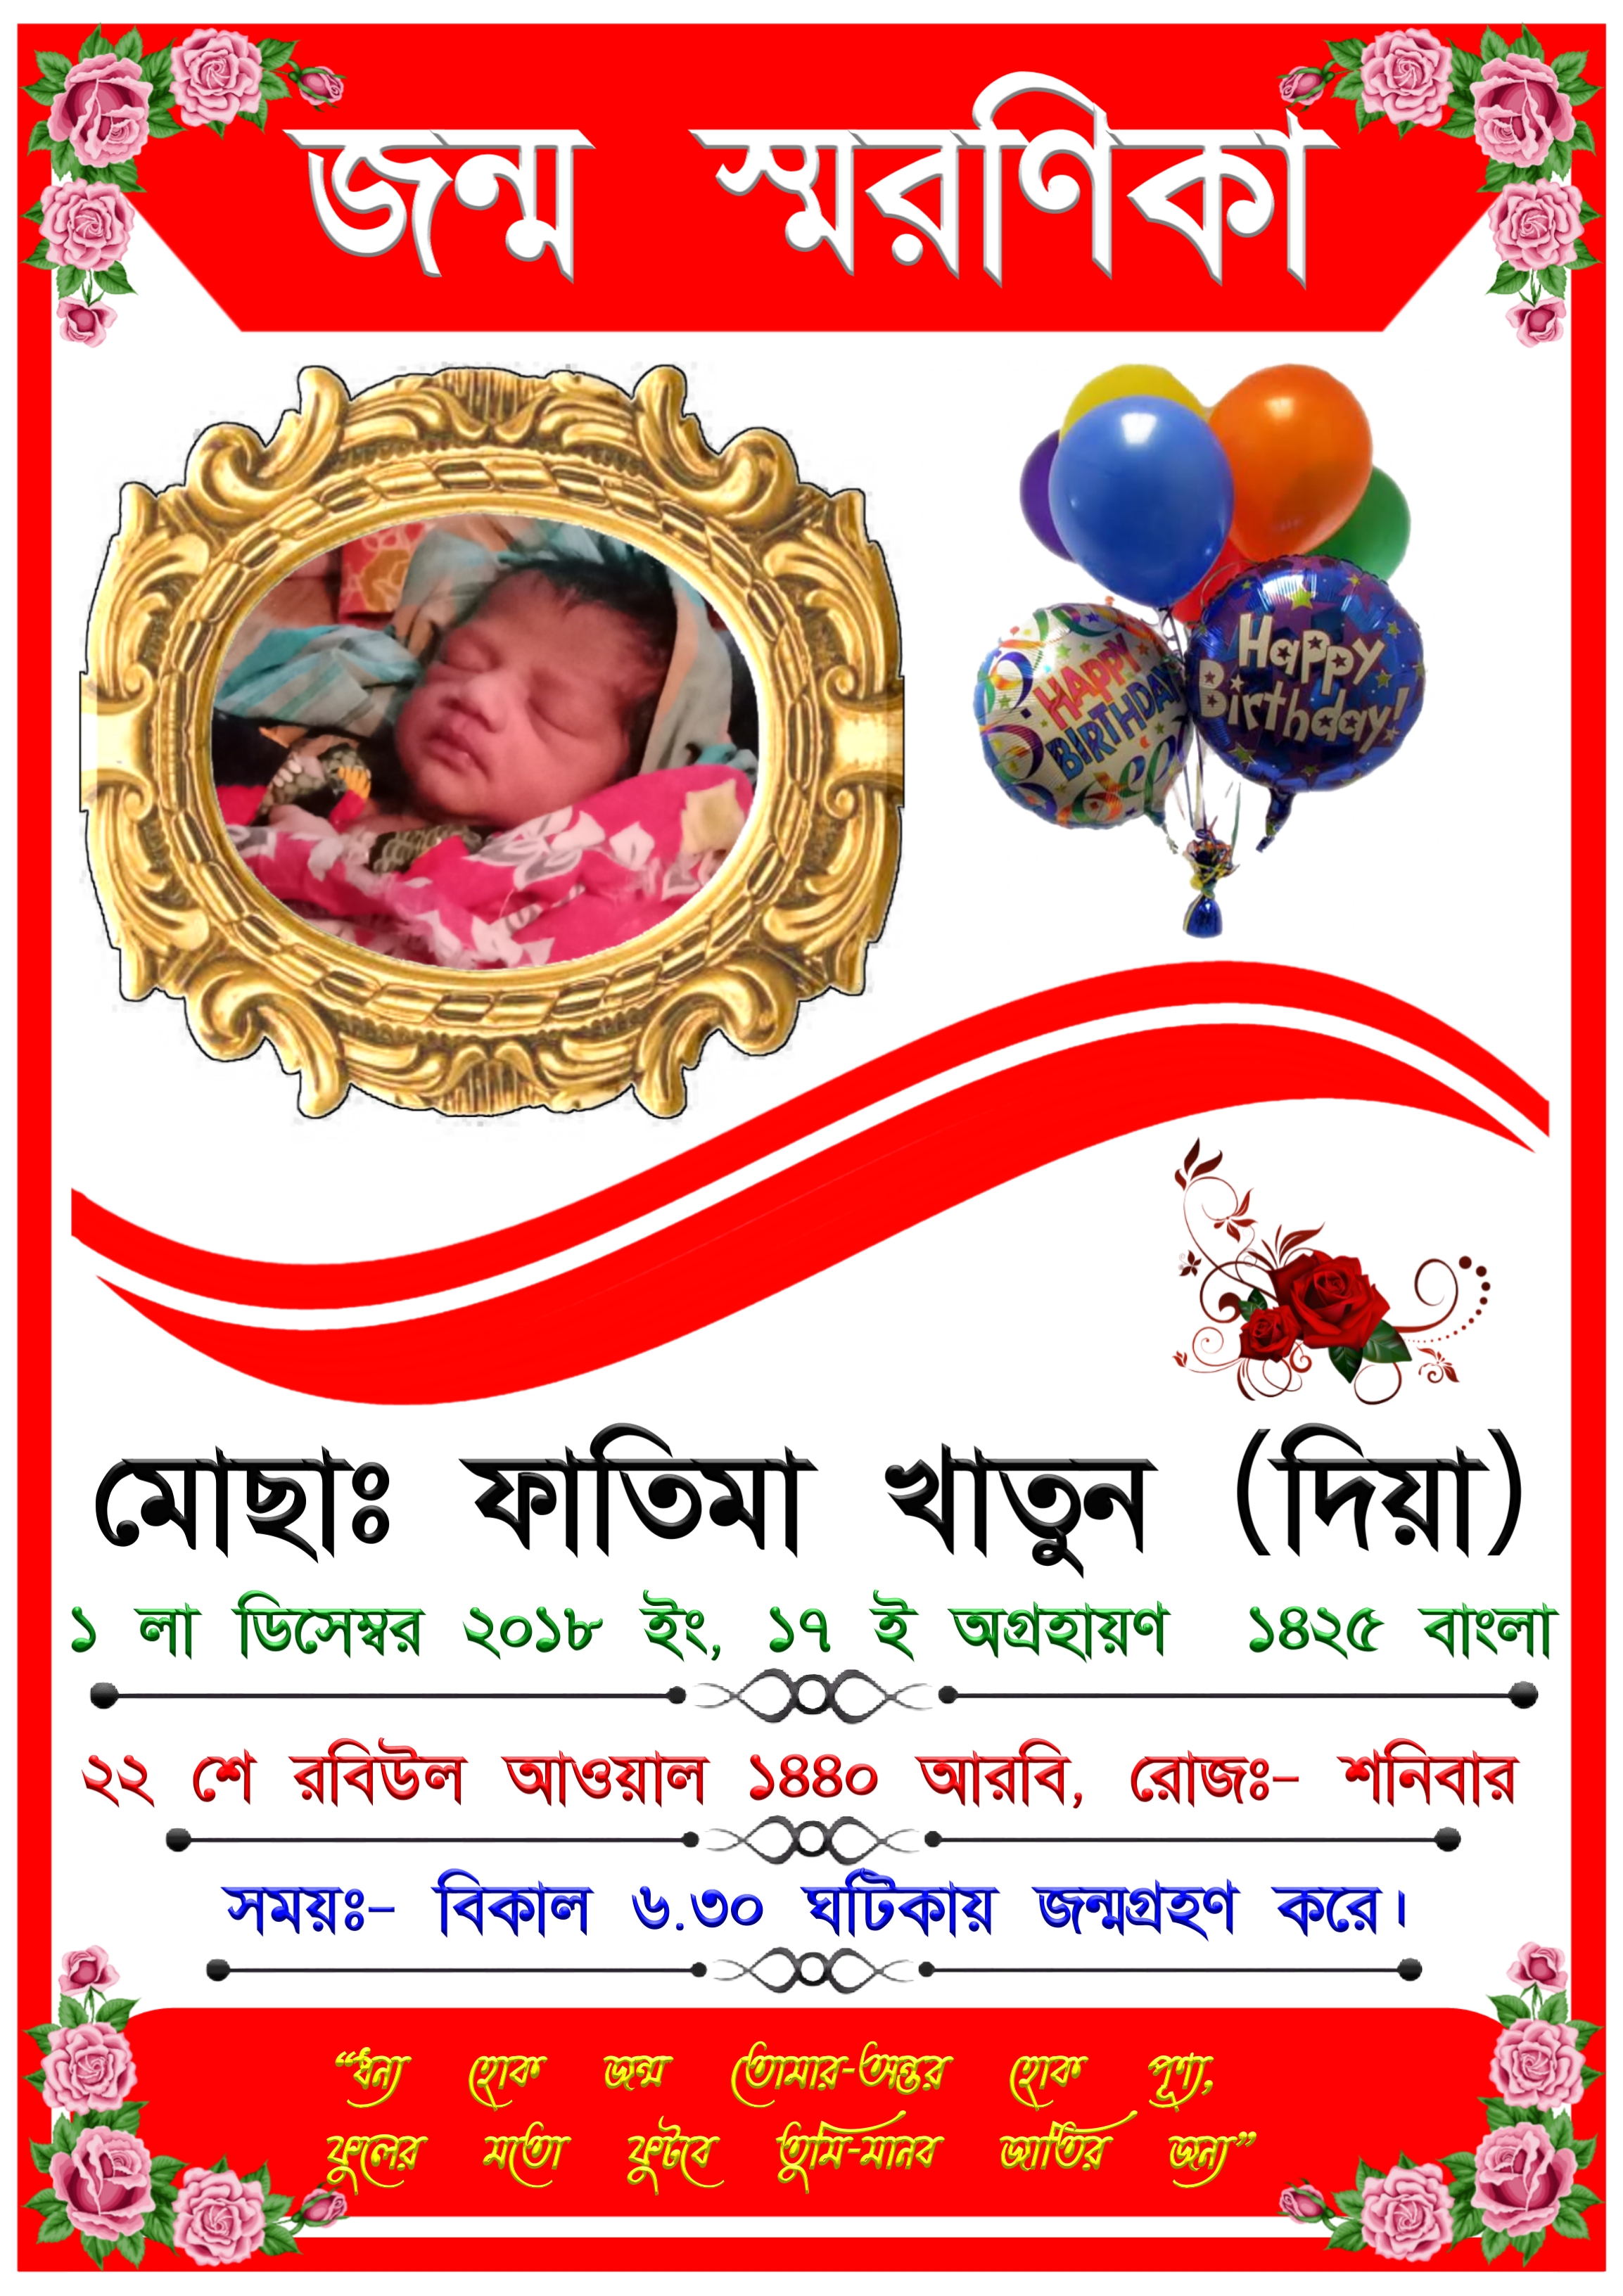 জন্ম স্মরণিকা
HAPPY
BIRTHDAY
Happy
Birthday!
মোছাঃ ফাতিমা খাতুন (দিয়া)
১ লা ডিসেম্বর ২০১৮ ইং, ১৭ ই অগ্রহায়ণ ১৪২৫ বাংলা
২২ শে রবিউল আওয়াল ১৪৪০ আরবি, রোজঃ- শনিবার
সময়ঃ- বিকাল ৬.৩০ ঘটিকায় জন্মগ্রহণ করে।
“ধন্য হোক জন্ম তোমার-অন্তর হোক পূণ্য,
ফুলের মতো ফুটবে তুমি-মানব জাতির জন্য”